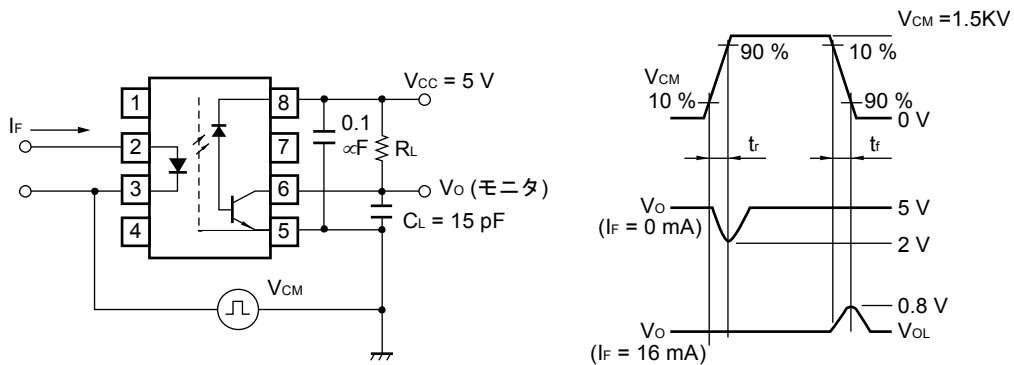 1
2
3
4
8
7
6
5
IF
VCC = 5 V
0.1
∝F
RL
VO (モニタ)
CL = 15 pF
VCM
VCM = 1.5KV
90 %
10 %
VCM
10 %
90 %
0 V
tr
tf
VO
(IF = 0 mA)
5 V
2 V
0.8 V
VO
(IF = 16 mA)
VOL